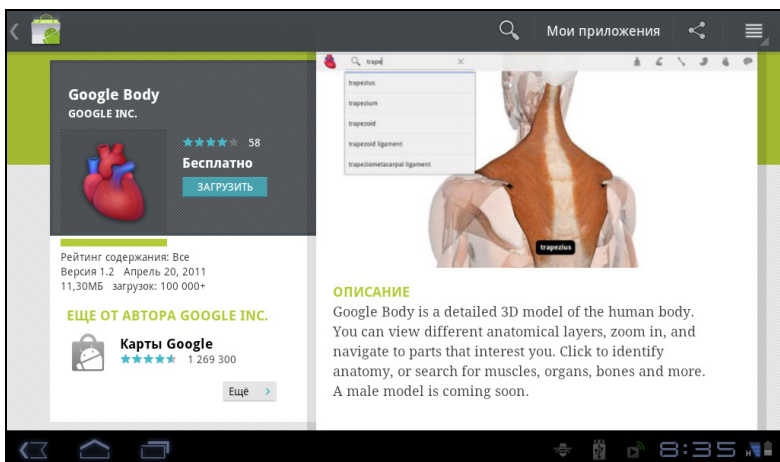 Мои приложения
Google Body
GOOGLE INC.
58
Бесплатно
ЗАГРУЗИТЬ
Рейтинг содержания: Все
Версия 1.2 Апрель 20, 2011
11,30МБ загрузок: 100 000+
ЕЩЕ ОТ АВТОРА GOOGLE INC.
Карты Google
1 269 300
Ещё
trape
trapezius
trapezium
trapezoid
trapezoid ligament
trapeziometacarpal ligament
trapezius
ОПИСАНИЕ
Google Body is a detailed 3D model of the human body.
You can view different anatomical layers, zoom in, and
navigate to parts that interest you. Click to identify
anatomy, or search for muscles, organs, bones and more.
A male model is coming soon.
8:35
H